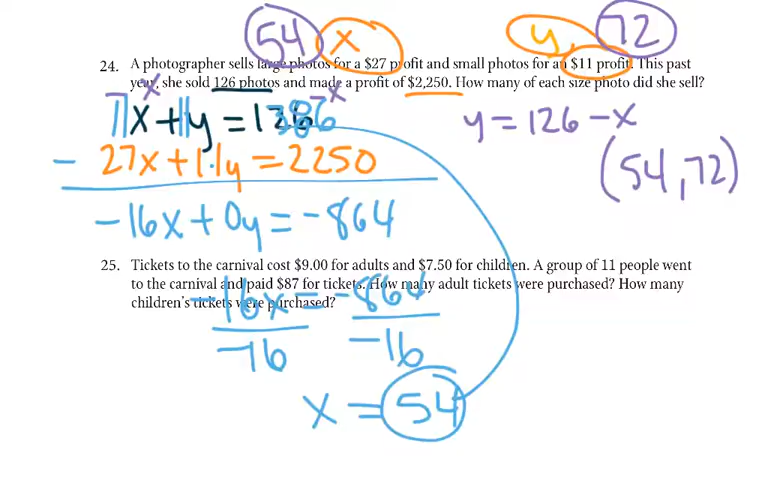 54 x y, 72
24. A photographer sells large photos for a $27 profit and small photos for an $11 profit. This past
year, she sold 126 photos and made a profit of $2,250. How many of each size photo did she sell?
11x + 11y = 1386
y = 126 - x
- 27x + 11y = 2250
(54, 72)
-16x + 0y = -864
25. Tickets to the carnival cost $9.00 for adults and $7.50 for children. A group of 11 people went
to the carnival and paid $87 for tickets. How many adult tickets were purchased? How many
children's tickets were purchased?
-16x = -864
-16 -16
x = 54